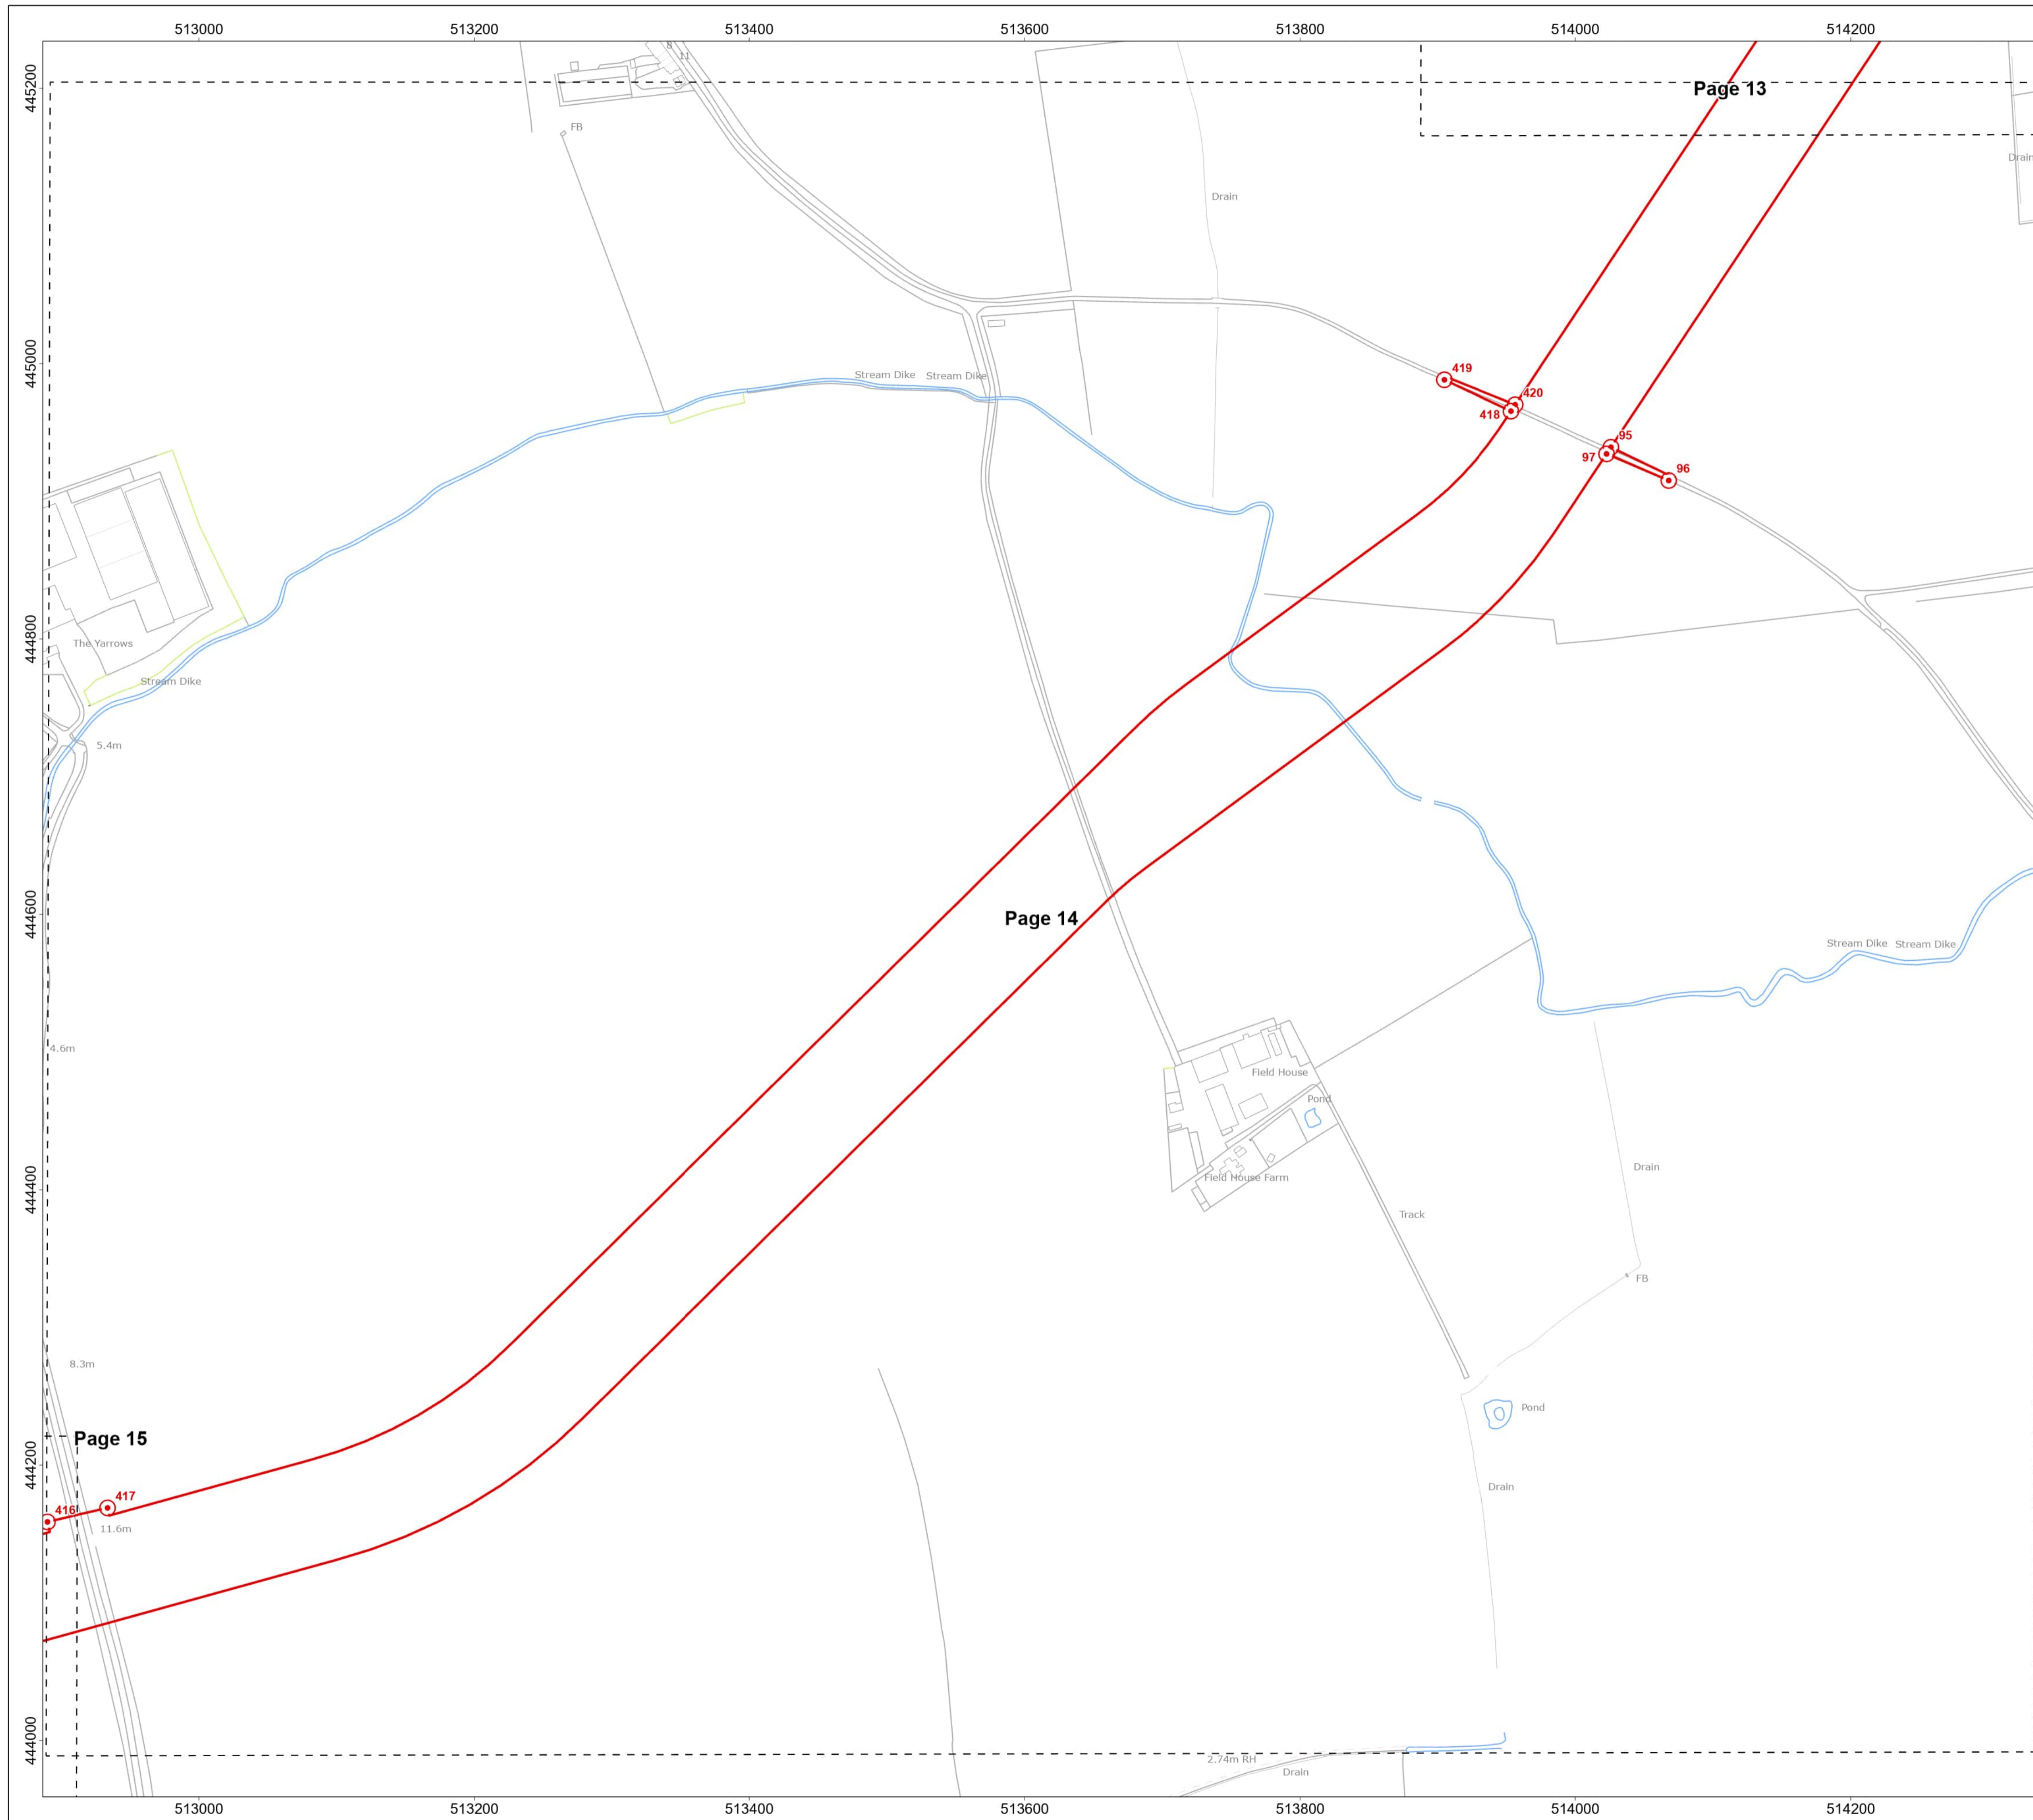 513000 513200 513400 513600 513800 514000 514200
8
11
445200
Page 13
FB
Drain
Drain
445000
419
Stream Dike Stream Dike
420
418
95
97
96
444800
The Yarrows
Stream Dike
5.4m
444600
Page 14
Stream Dike Stream Dike
4.6m
Field House
Pond
444400
Drain
Field House Farm
Track
FB
8.3m
Pond
Page 15
444200
Drain
417
416
11.6m
444000
2.74m RH
Drain
513000 513200 513400 513600 513800 514000 514200